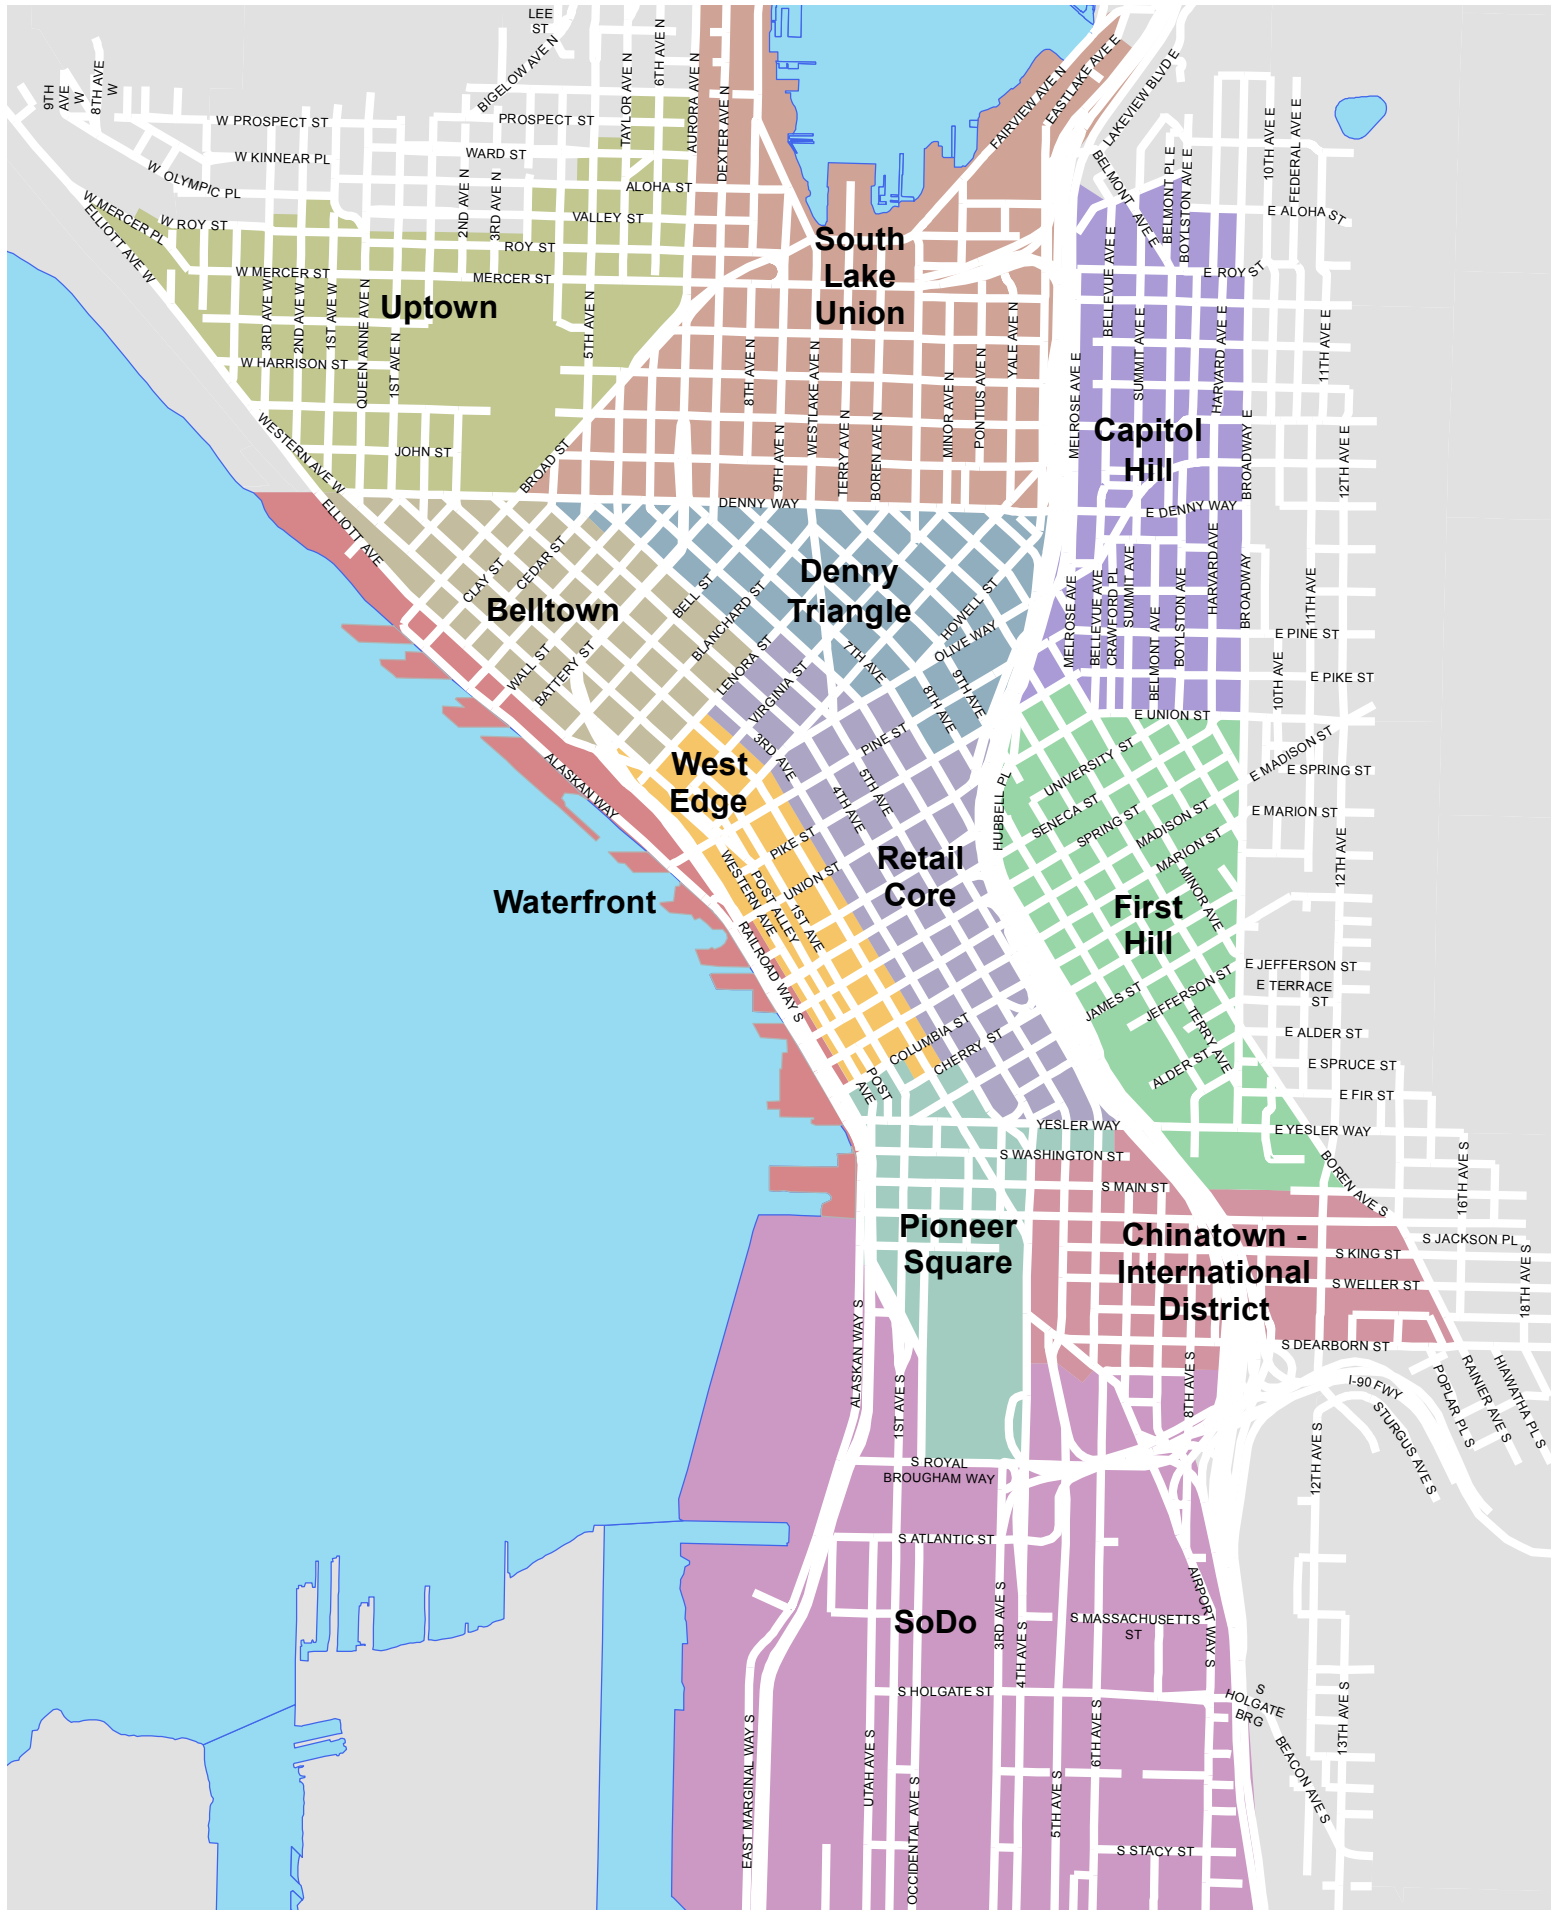 LEE
ST
BIGELOW AVE N
TAYLOR AVE N
6TH AVE N
AURORA AVE N
DEXTER AVE N
FAIRVIEW AVE N
EASTLAKE AVE E
LAKEVIEW BLVD E
9TH
AVE
W
8TH AVE
W
W PROSPECT ST
PROSPECT ST
W KINNEAR PL
WARD ST
W OLYMPIC PL
2ND AVE N
3RD AVE N
ALOHA ST
VALLEY ST
W MERCER PL
W ROY ST
ELLIOTT AVE W
ROY ST
W MERCER ST
MERCER ST
Uptown
3RD AVE W
2ND AVE W
1ST AVE W
QUEEN ANNE AVE N
1ST AVE N
5TH AVE N
W HARRISON ST
WESTERN AVE W
JOHN ST
BROAD ST
South
Lake
Union
8TH AVE N
9TH AVE N
WESTLAKE AVE N
TERRY AVE N
BOREN AVE N
MINOR AVE N
PONTIUS AVE N
YALE AVE N
DENNY WAY
BELMONT AVE E
BELMONT PL E
BOYLSTON AVE E
10TH AVE E
FEDERAL AVE E
E ALOHA ST
BELLEVUE AVE E
E ROY ST
SUMMIT AVE E
HARVARD AVE E
11TH AVE E
MELROSE AVE E
Capitol
Hill
BROADWAY E
12TH AVE E
E DENNY WAY
ELLIOTT AVE
CLAY ST
CEDAR ST
Belltown
BELL ST
BLANCHARD ST
Denny
Triangle
HOWELL ST
OLIVE WAY
WALL ST
BATTERY ST
LENORA ST
VIRGINIA ST
7TH AVE
8TH AVE
9TH AVE
MELROSE AVE
BELLEVUE AVE
CRAWFORD PL
SUMMIT AVE
BELMONT AVE
BOYLSTON AVE
HARVARD AVE
BROADWAY
11TH AVE
E PINE ST
10TH AVE
E PIKE ST
E UNION ST
ALASKAN WAY
West
Edge
3RD AVE
PINE ST
5TH AVE
4TH AVE
HUBBELL PL
UNIVERSITY ST
SENECA ST
SPRING ST
MADISON ST
MARION ST
E MADISON ST
E SPRING ST
E MARION ST
12TH AVE
PIKE ST
UNION ST
WESTERN AVE
POST ALLEY
1ST AVE
Retail
Core
Waterfront
First
Hill
MINOR AVE
RAILROAD WAY S
E JEFFERSON ST
E TERRACE
ST
JAMES ST
JEFFERSON ST
TERRY AVE
E ALDER ST
COLUMBIA ST
CHERRY ST
ALDER ST
E SPRUCE ST
E FIR ST
POST
AVE
YESLER WAY
E YESLER WAY
S WASHINGTON ST
BOREN AVE S
16TH AVE S
S MAIN ST
Pioneer
Square
Chinatown -
International
District
S JACKSON PL
S KING ST
S WELLER ST
18TH AVE S
S DEARBORN ST
ALASKAN WAY S
1ST AVE S
8TH AVE S
I-90 FWY
POPLAR PL S
RAINIER AVE S
HIAWATHA PL S
STURGUS AVE S
12TH AVE S
S ROYAL
BROUGHAM WAY
S ATLANTIC ST
SoDo
3RD AVE S
4TH AVE S
S MASSACHUSETTS
ST
AIRPORT WAY S
S HOLGATE ST
S
HOLGATE
BRG
13TH AVE S
BEACON AVE S
EAST MARGINAL WAY S
UTAH AVE S
OCCIDENTAL AVE S
5TH AVE S
6TH AVE S
S STACY ST